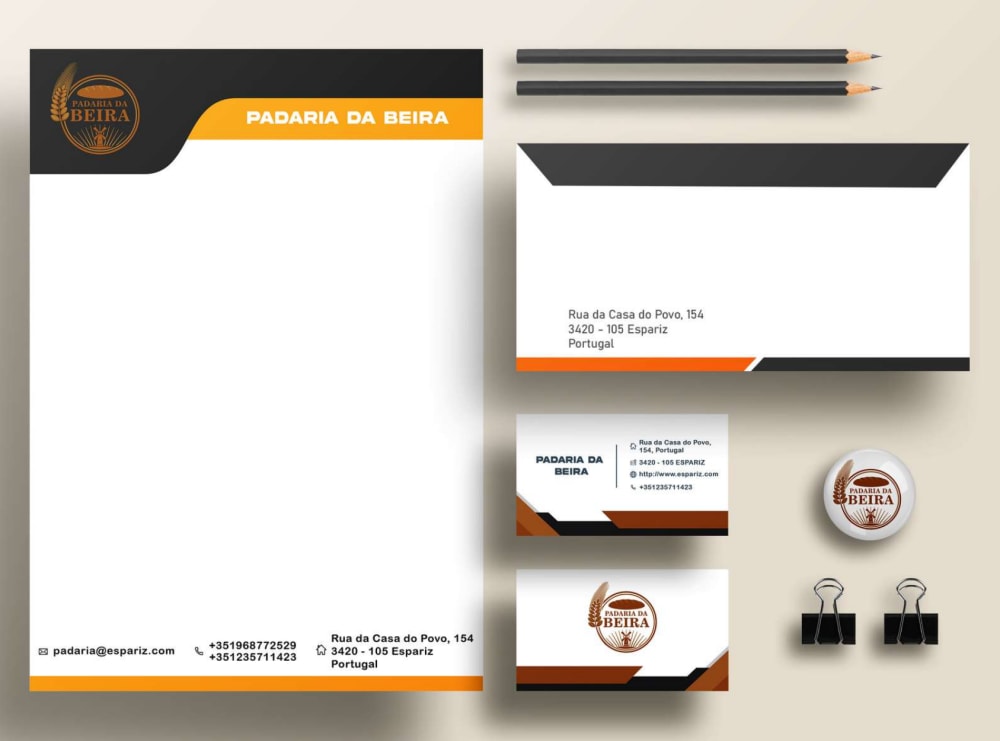 PADARIA DA
BEIRA
PADARIA DA BEIRA
padaria@espariz.com
+351968772529
+351235711423
Rua da Casa do Povo, 154
3420 - 105 Espariz
Portugal
Rua da Casa do Povo, 154
3420 - 105 Espariz
Portugal
PADARIA DA
BEIRA
Rua da Casa do Povo,
154, Portugal
3420 - 105 ESPARIZ
http://www.espariz.com
+351235711423
PADARIA DA
BEIRA
PADARIA DA
BEIRA